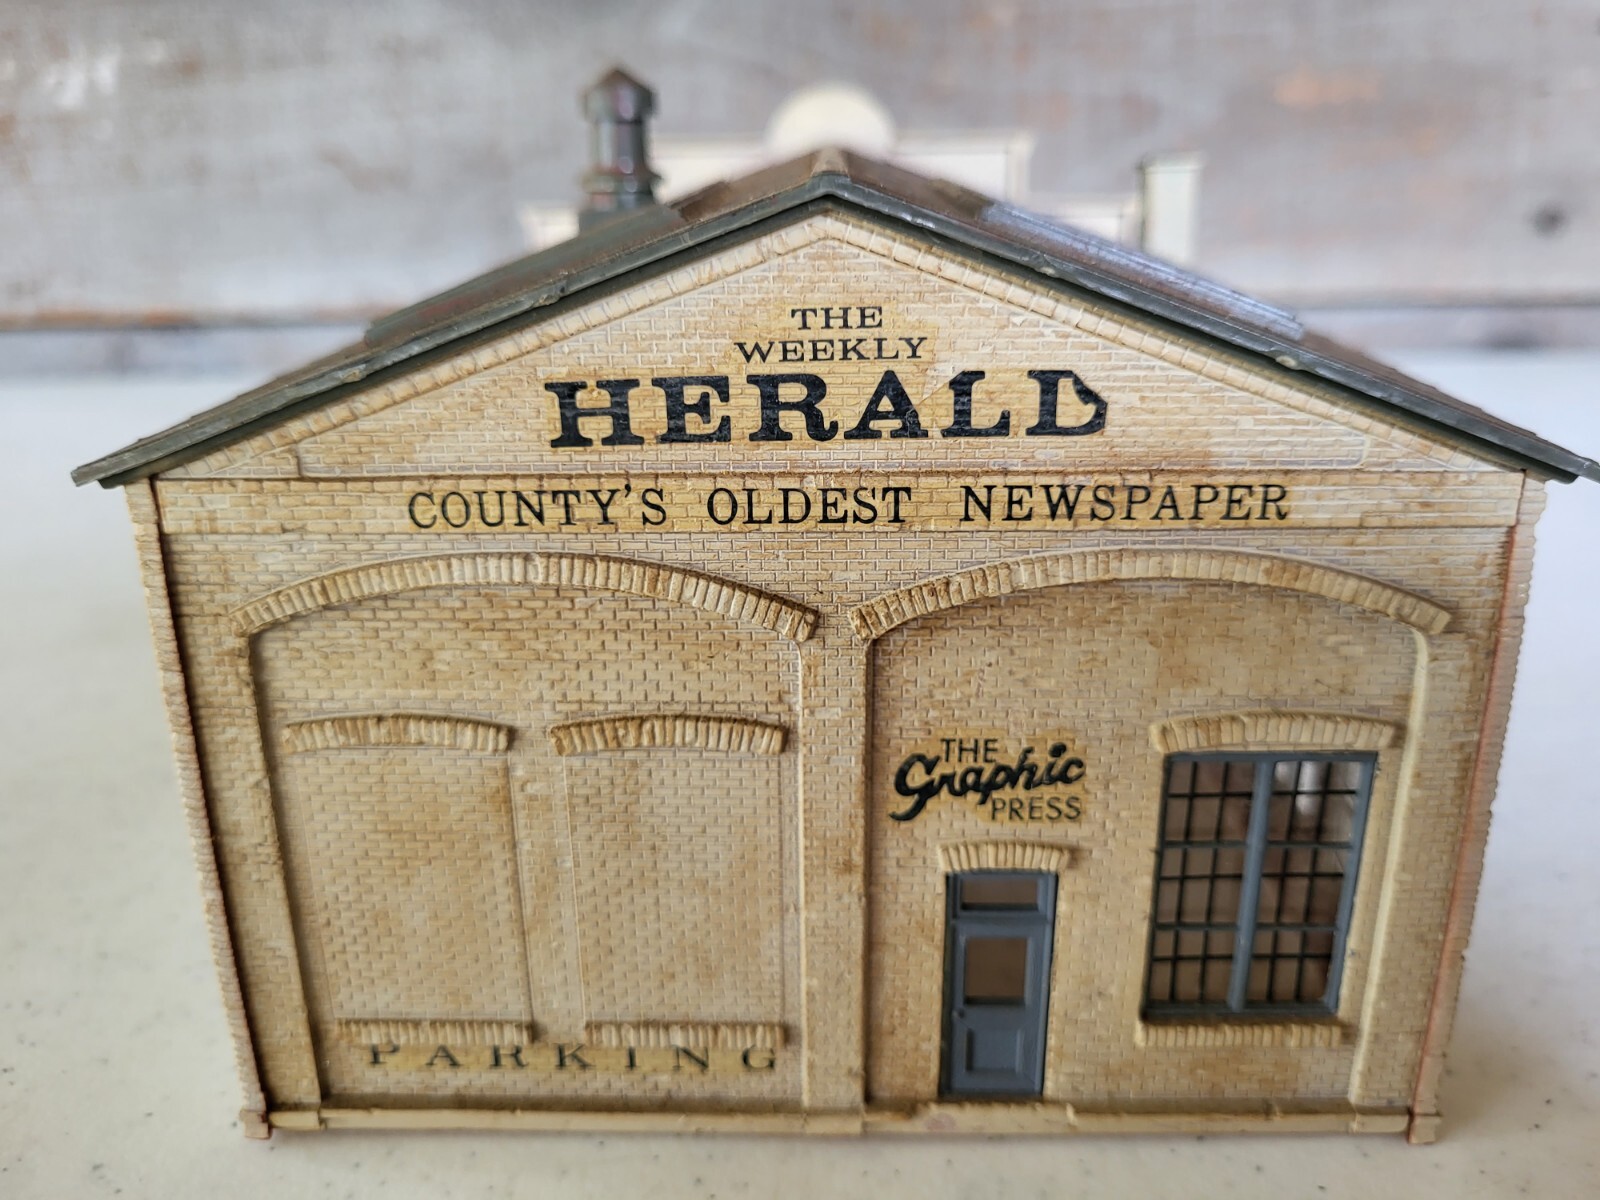 THE
WEEKLY
HERALD
COUNTY'S OLDEST NEWSPAPER
THE
Graphic
PRESS
PARKING